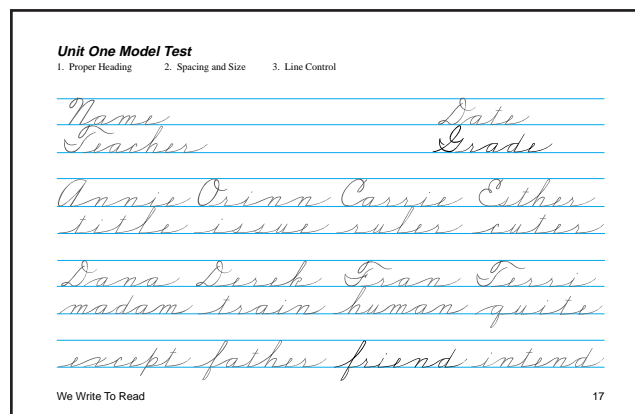 Unit One Model Test
1. Proper Heading 2. Spacing and Size 3. Line Control
Name Date
Teacher Grade
Annie Orinn Carrie Esther
title issue ruler cuter
Dana Derek Fran Terri
madam train human quite
except father friend intend
We Write To Read 17